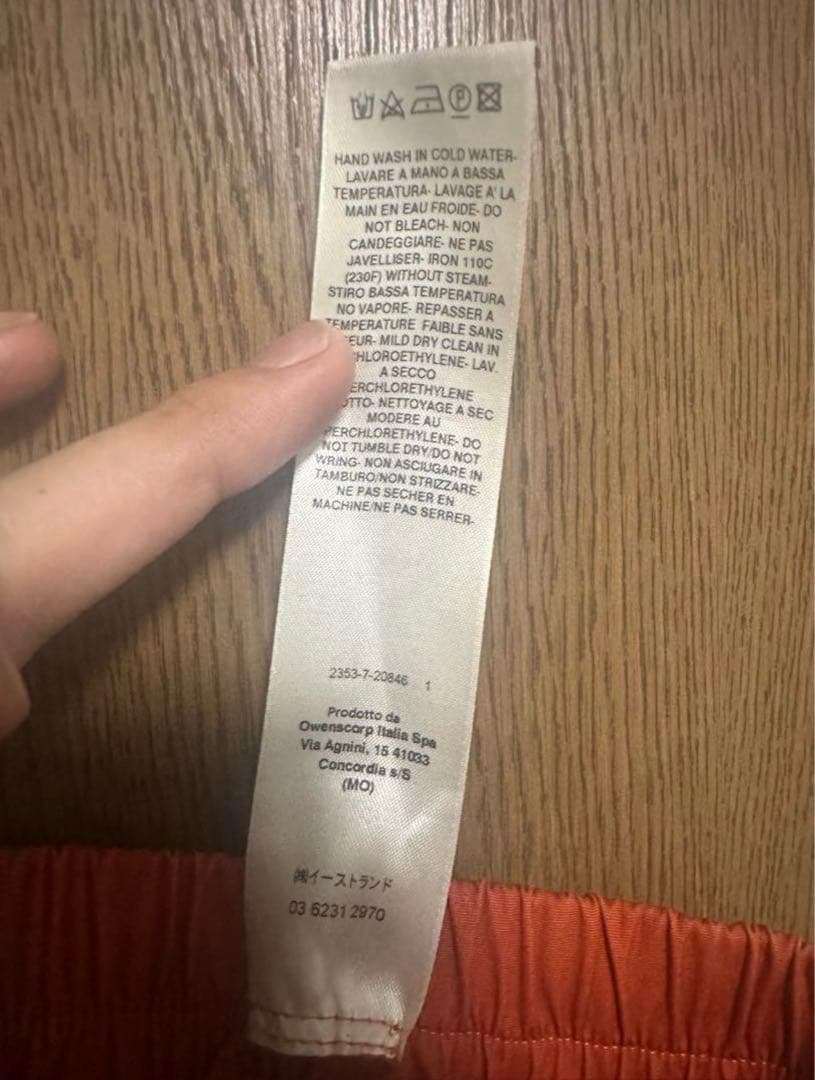 HAND WASH IN COLD WATER-
LAVARE A MANO A BASSA
TEMPERATURA- LAVAGE A' LA
MAIN EN EAU FROIDE- DO
NOT BLEACH- NON
CANDEGGIARE- NE PAS
JAVELLISER- IRON 110C
(230F) WITHOUT STEAM-
STIRO BASSA TEMPERATURA
NO VAPORE- REPASSER A
TEMPERATURE FAIBLE SANS
EUR- MILD DRY CLEAN IN
HLOROETHYLENE- LAV.
A SECCO
ERCHLORETHYLENE
OTTO- NETTOYAGE A SEC
MODERE AU
PERCHLORETHYLENE- DO
NOT TUMBLE DRY/DO NOT
WRING- NON ASCIUGARE IN
TAMBURO/NON STRIZZARE-
NE PAS SECHER EN
MACHINE/NE PAS SERRER-
2353-7-20846 1
Prodotto da
Owenscorp Italia Spa
Via Agnini, 15 41033
Concordia s/S
(MO)
㈱イーストランド
03 6231 2970